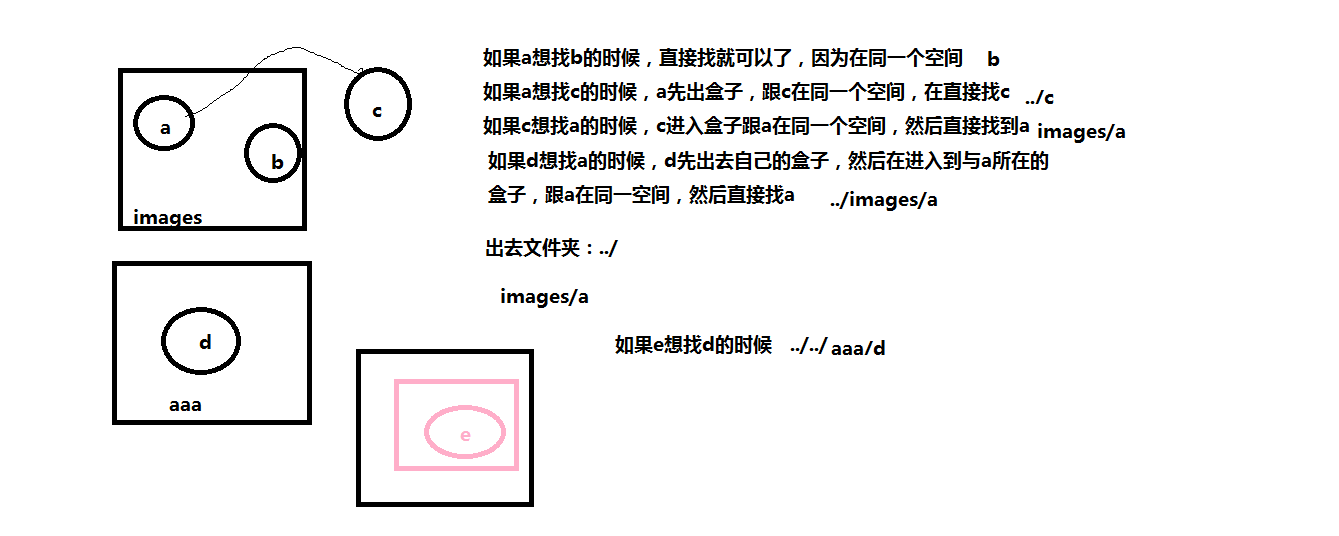 如果a想找b的时候，直接找就可以了，因为在同一个空间 b
如果a想找c的时候，a先出盒子，跟c在同一个空间，在直接找c ../c
如果c想找a的时候，c进入盒子跟a在同一个空间，然后直接找到a images/a
如果d想找a的时候，d先出去自己的盒子，然后在进入到与a所在的
盒子，跟a在同一空间，然后直接找a ../images/a
出去文件夹：../
images/a
如果e想找d的时候 ../../ aaa/d
a
b
c
images
d
aaa
e